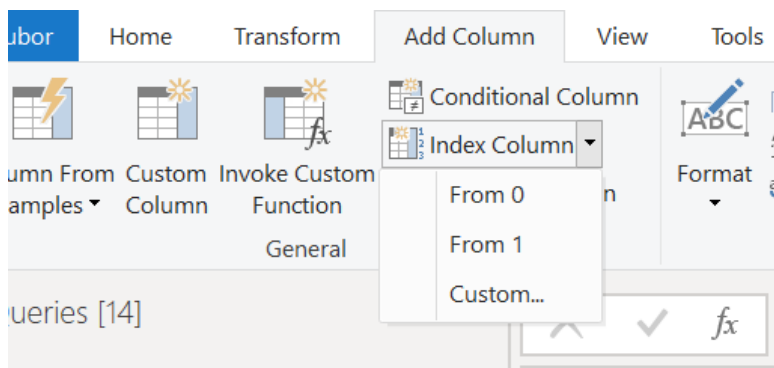 ubor Home Transform Add Column View Tools
Conditional Column
Index Column
umn From Custom Invoke Custom Format
amples Column Function n
General
From 0
From 1
Custom...
ueries [14]
fx
ABC